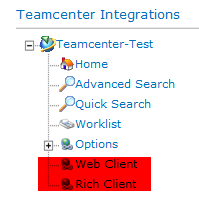 Teamcenter Integrations
Teamcenter-Test
Home
Advanced Search
Quick Search
Worklist
Options
Web Client
Rich Client